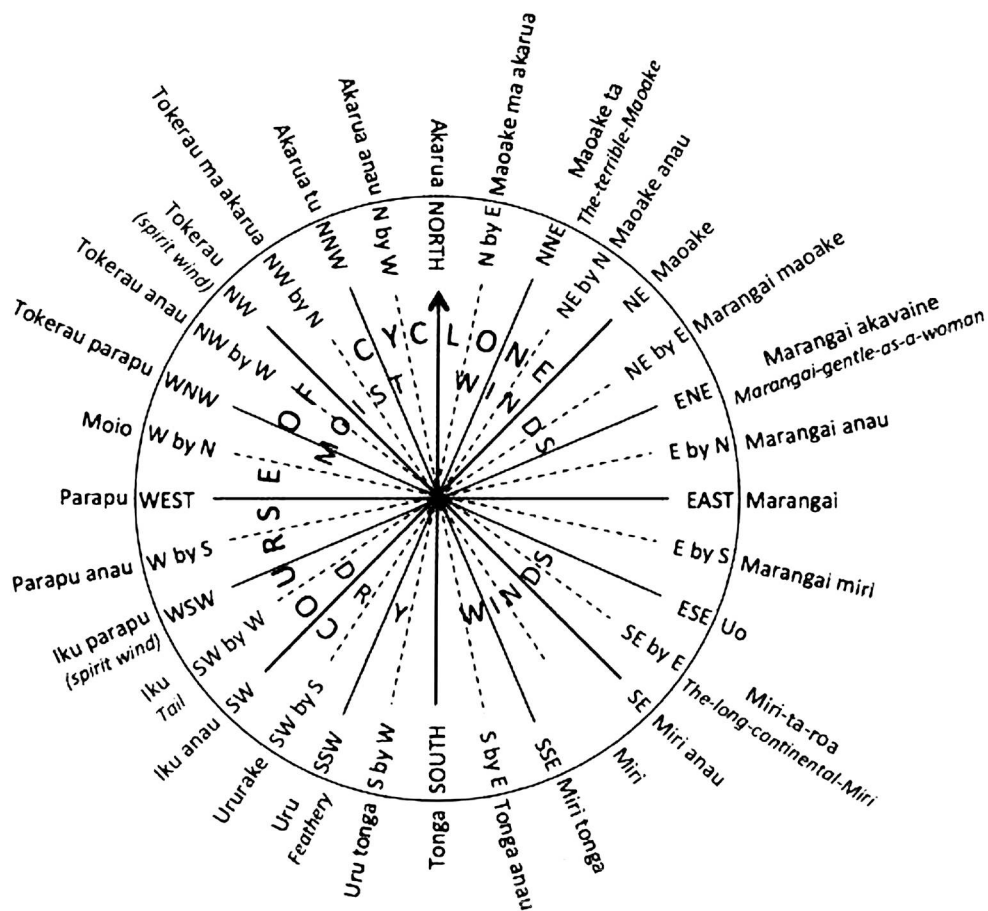 Akarua NORTH
Maoake ma akarua
N by E
Maoake ta
The-terrible-Maoake
NNE
Maoake anau
NE by N
Maoake
NE
Marangai maoake
NE by E
Marangai akavaine
Marangai-gentle-as-a-woman
ENE
Marangai anau
E by N
EAST Marangai
E by S Marangai miri
ESE Uo
SE by E
Miri-ta-roa
The-long-continental-Miri
SE Miri anau
Miri
SSE Miri tonga
S by E Tonga anau
Tonga SOUTH
Uru tonga S by W
Uru
Feathery
SSW
Ururake SW by S
Iku anau SW
Iku
Tail
SW by W
Iku parapu
(spirit wind)
WSW
Parapu anau W by S
Parapu WEST
Moio W by N
Tokerau parapu WNW
Tokerau anau NW by W
Tokerau
(spirit wind)
NW
Tokerau ma akarua NW by N
Akarua tu NNW
Akarua anau N by W
COURSE OF CYCLONE
MOIST WINDS
DRY WINDS